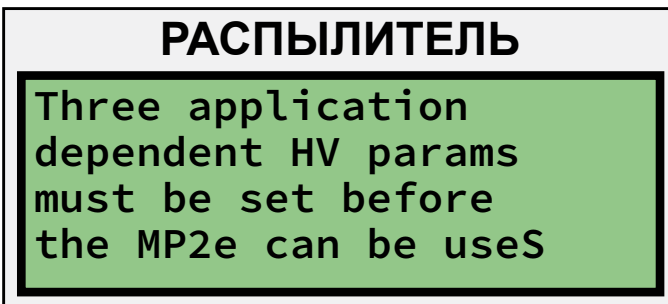 РАСПЫЛИТЕЛЬ
Three application
dependent HV params
must be set before
the MP2e can be useS